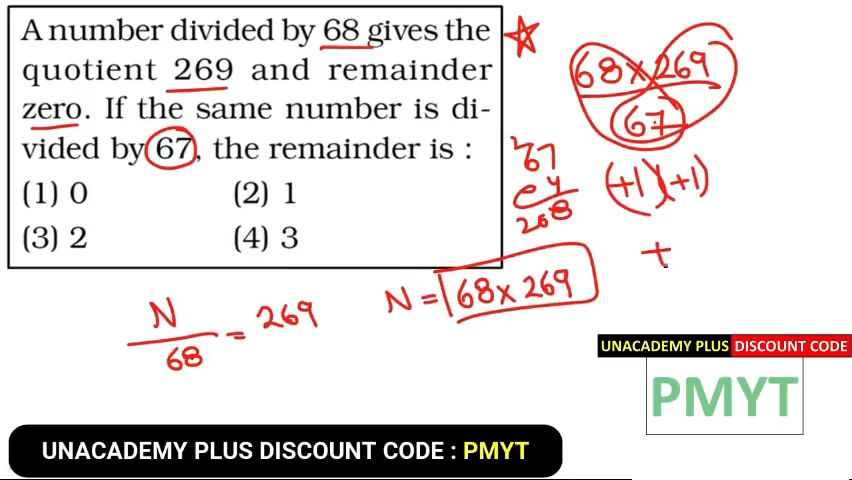 A number divided by 68 gives the
quotient 269 and remainder
zero. If the same number is di-
vided by 67, the remainder is :
(1) 0 (2) 1
(3) 2 (4) 3
68 x 269
67
67
4
268
(+1)(+1)
+
N
68
= 269
N = 68 x 269
UNACADEMY PLUS DISCOUNT CODE
PMYT
UNACADEMY PLUS DISCOUNT CODE : PMYT